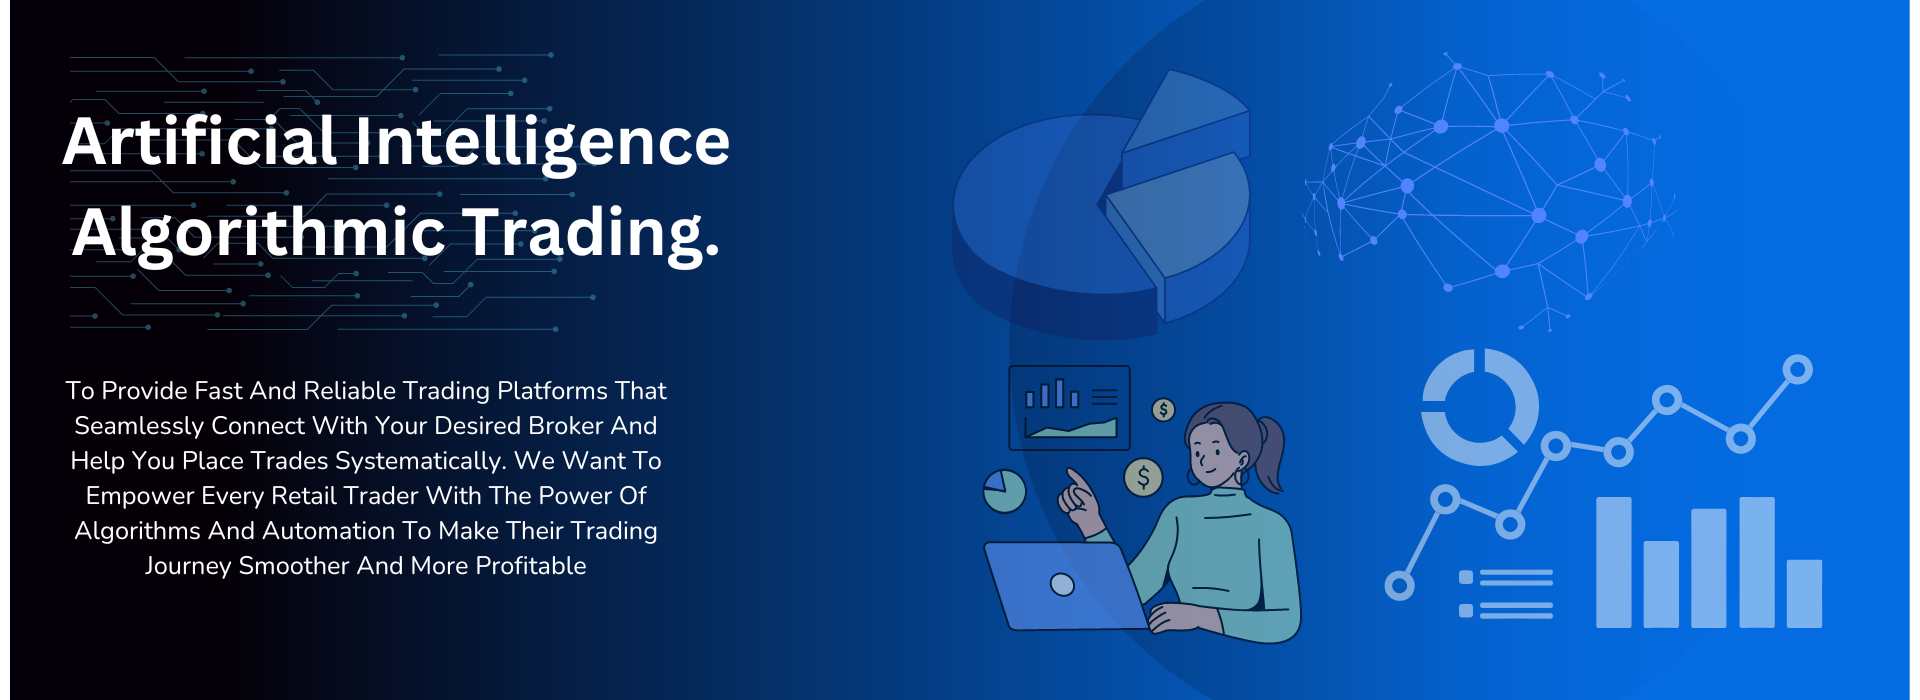 Artificial Intelligence
Algorithmic Trading.
To Provide Fast And Reliable Trading Platforms That
Seamlessly Connect With Your Desired Broker And
Help You Place Trades Systematically. We Want To
Empower Every Retail Trader With The Power Of
Algorithms And Automation To Make Their Trading
Journey Smoother And More Profitable
$
$